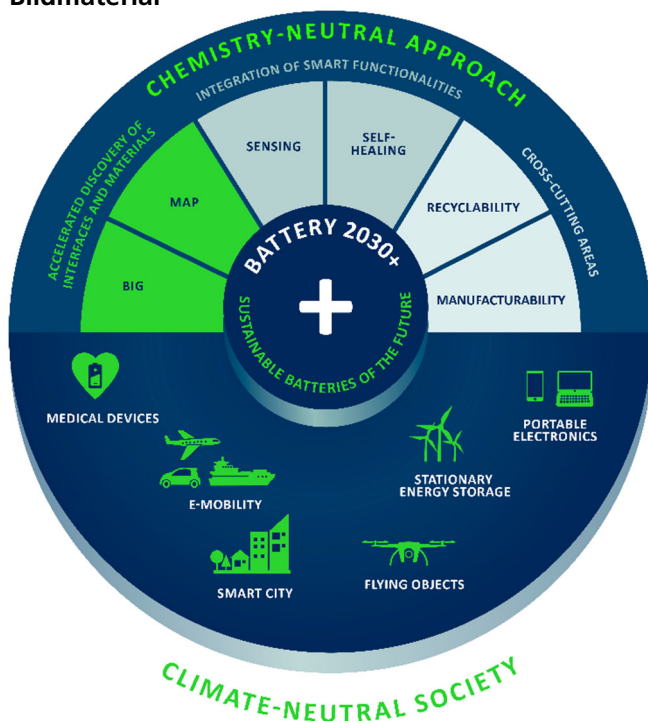 Bildmaterial
CHEMISTRY-NEUTRAL APPROACH
INTEGRATION OF SMART FUNCTIONALITIES
ACCELERATED DISCOVERY OF
INTERFACES AND MATERIALS
CROSS-CUTTING AREAS
SENSING
SELF-
HEALING
MAP
RECYCLABILITY
BIG
MANUFACTURABILITY
BATTERY 2030+
+
SUSTAINABLE BATTERIES OF THE FUTURE
MEDICAL DEVICES
PORTABLE
ELECTRONICS
E-MOBILITY
STATIONARY
ENERGY STORAGE
SMART CITY
FLYING OBJECTS
CLIMATE-NEUTRAL SOCIETY